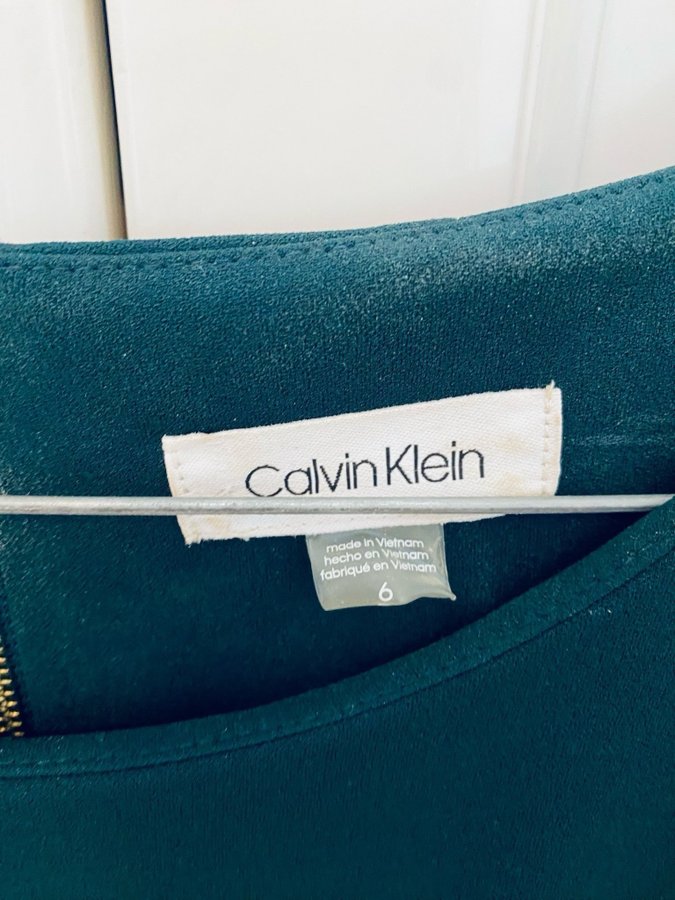 Calvin Klein
made in Vietnam
hecho en Vietnam
fabriqué en Vietnam
6